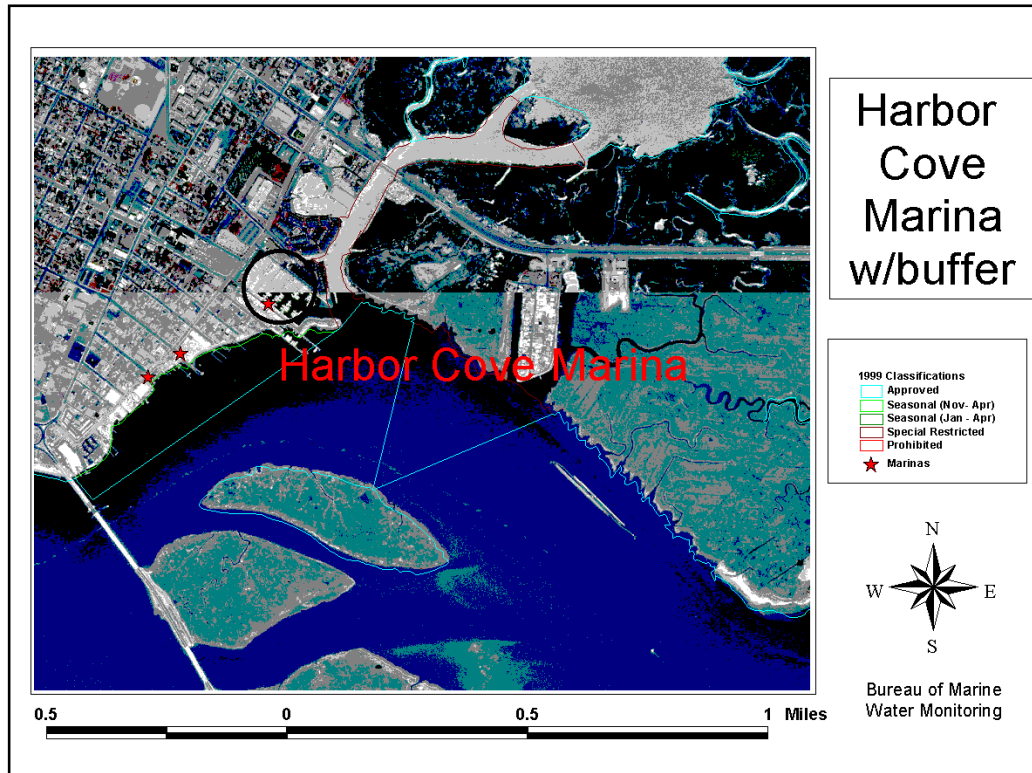 Harbor
Cove
Marina
w/buffer
Harbor Cove Marina
1999 Classifications
Approved
Seasonal (Nov- Apr)
Seasonal (Jan - Apr)
Special Restricted
Prohibited
Marinas
N
W E
S
Bureau of Marine
Water Monitoring
0.5 0 0.5 1 Miles